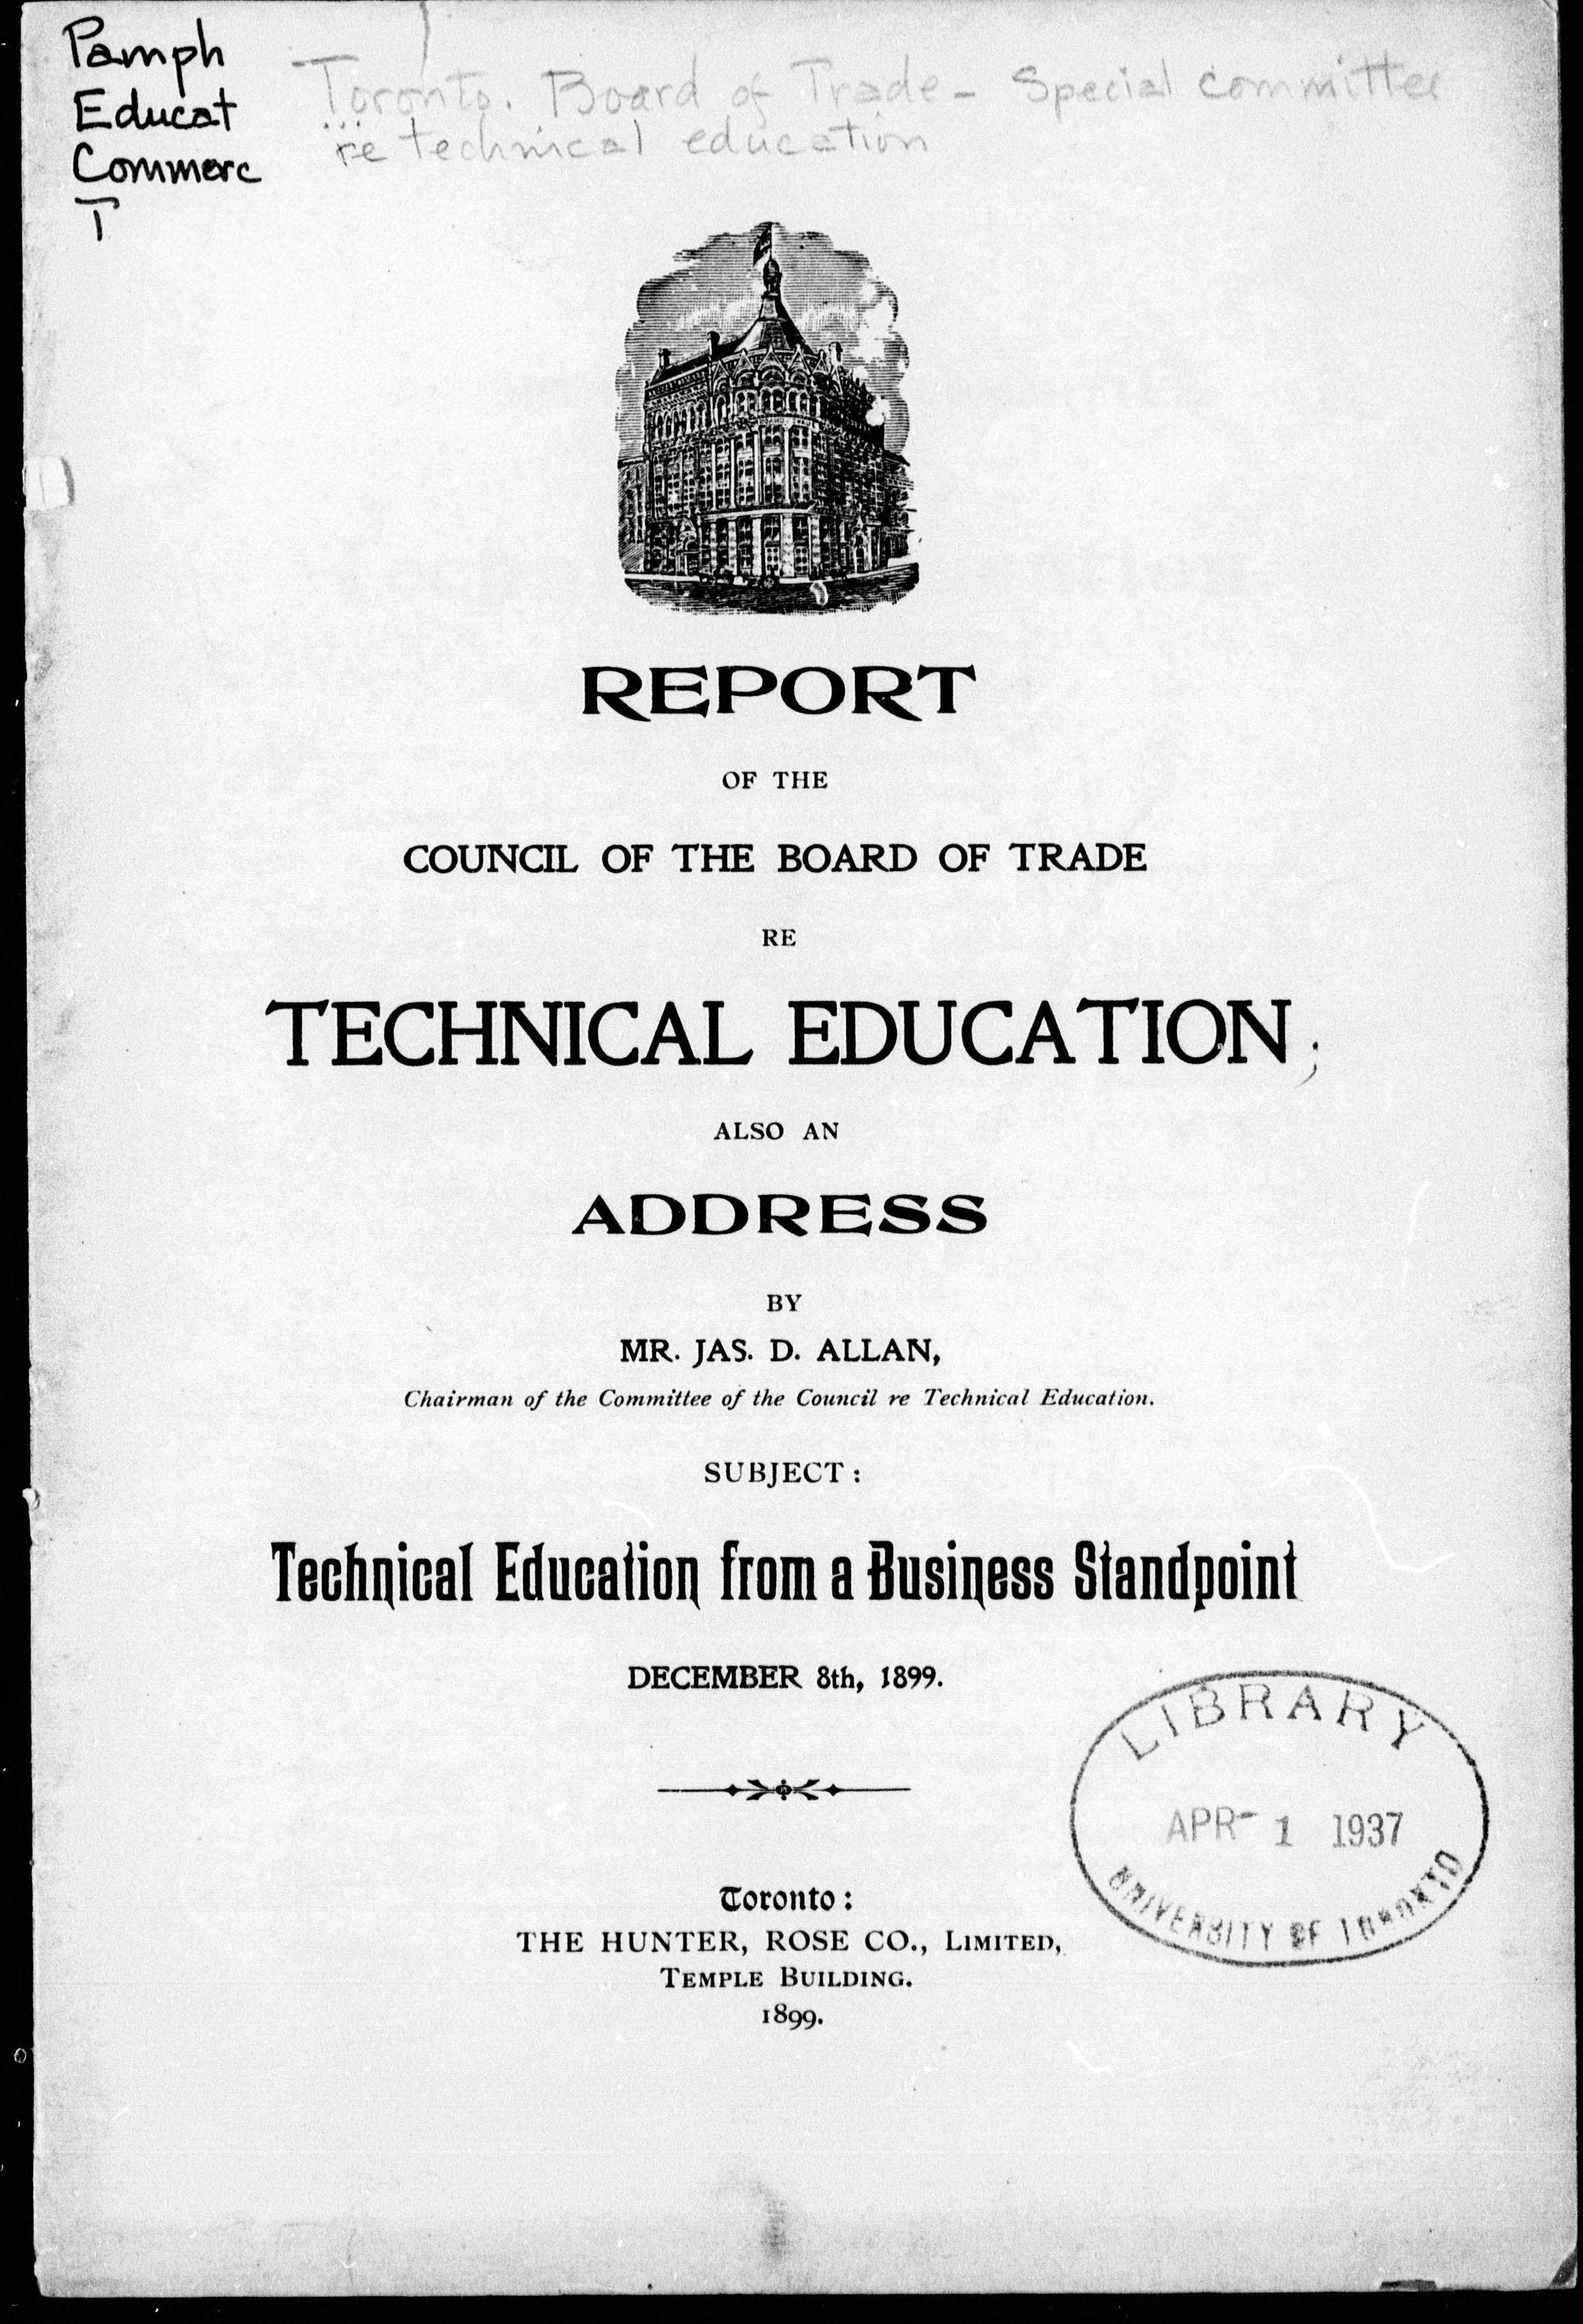 Pamph
Educat
Commerc
T
Toronto. Board of Trade - Special committee
re technical education
REPORT
OF THE
COUNCIL OF THE BOARD OF TRADE
RE
TECHNICAL EDUCATION;
ALSO AN
ADDRESS
BY
MR. JAS. D. ALLAN,
Chairman of the Committee of the Council re Technical Education.
SUBJECT:
Technical Education from a Business Standpoint
DECEMBER 8th, 1899.
LIBRARY
APR - 1 1937
UNIVERSITY OF TORONTO
Toronto:
THE HUNTER, ROSE CO., LIMITED,
TEMPLE BUILDING.
1899.